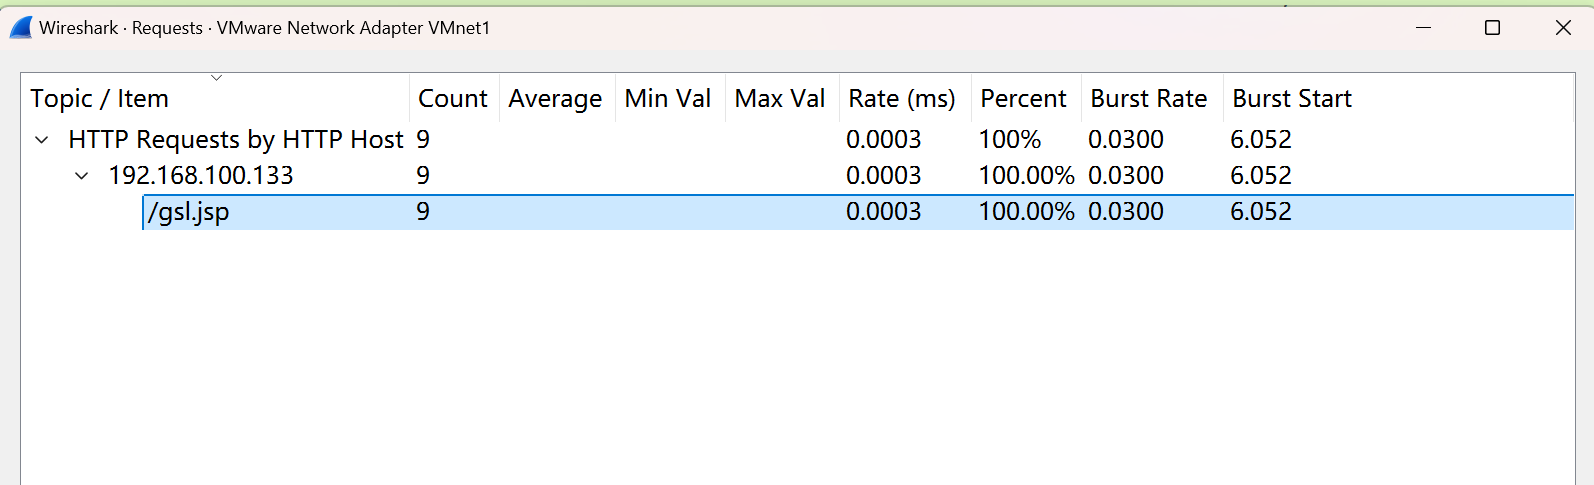 Wireshark · Requests · VMware Network Adapter VMnet1
Topic / Item Count Average Min Val Max Val Rate (ms) Percent Burst Rate Burst Start
HTTP Requests by HTTP Host 9 0.0003 100% 0.0300 6.052
192.168.100.133 9 0.0003 100.00% 0.0300 6.052
/gsl.jsp 9 0.0003 100.00% 0.0300 6.052